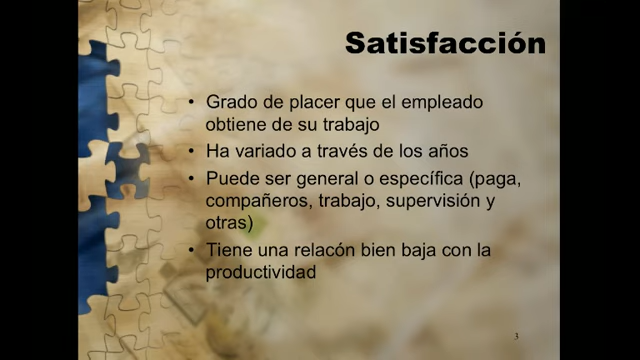 Satisfacción
• Grado de placer que el empleado
obtiene de su trabajo
• Ha variado a través de los años
• Puede ser general o específica (paga,
compañeros, trabajo, supervisión y
otras)
• Tiene una relacón bien baja con la
productividad
3